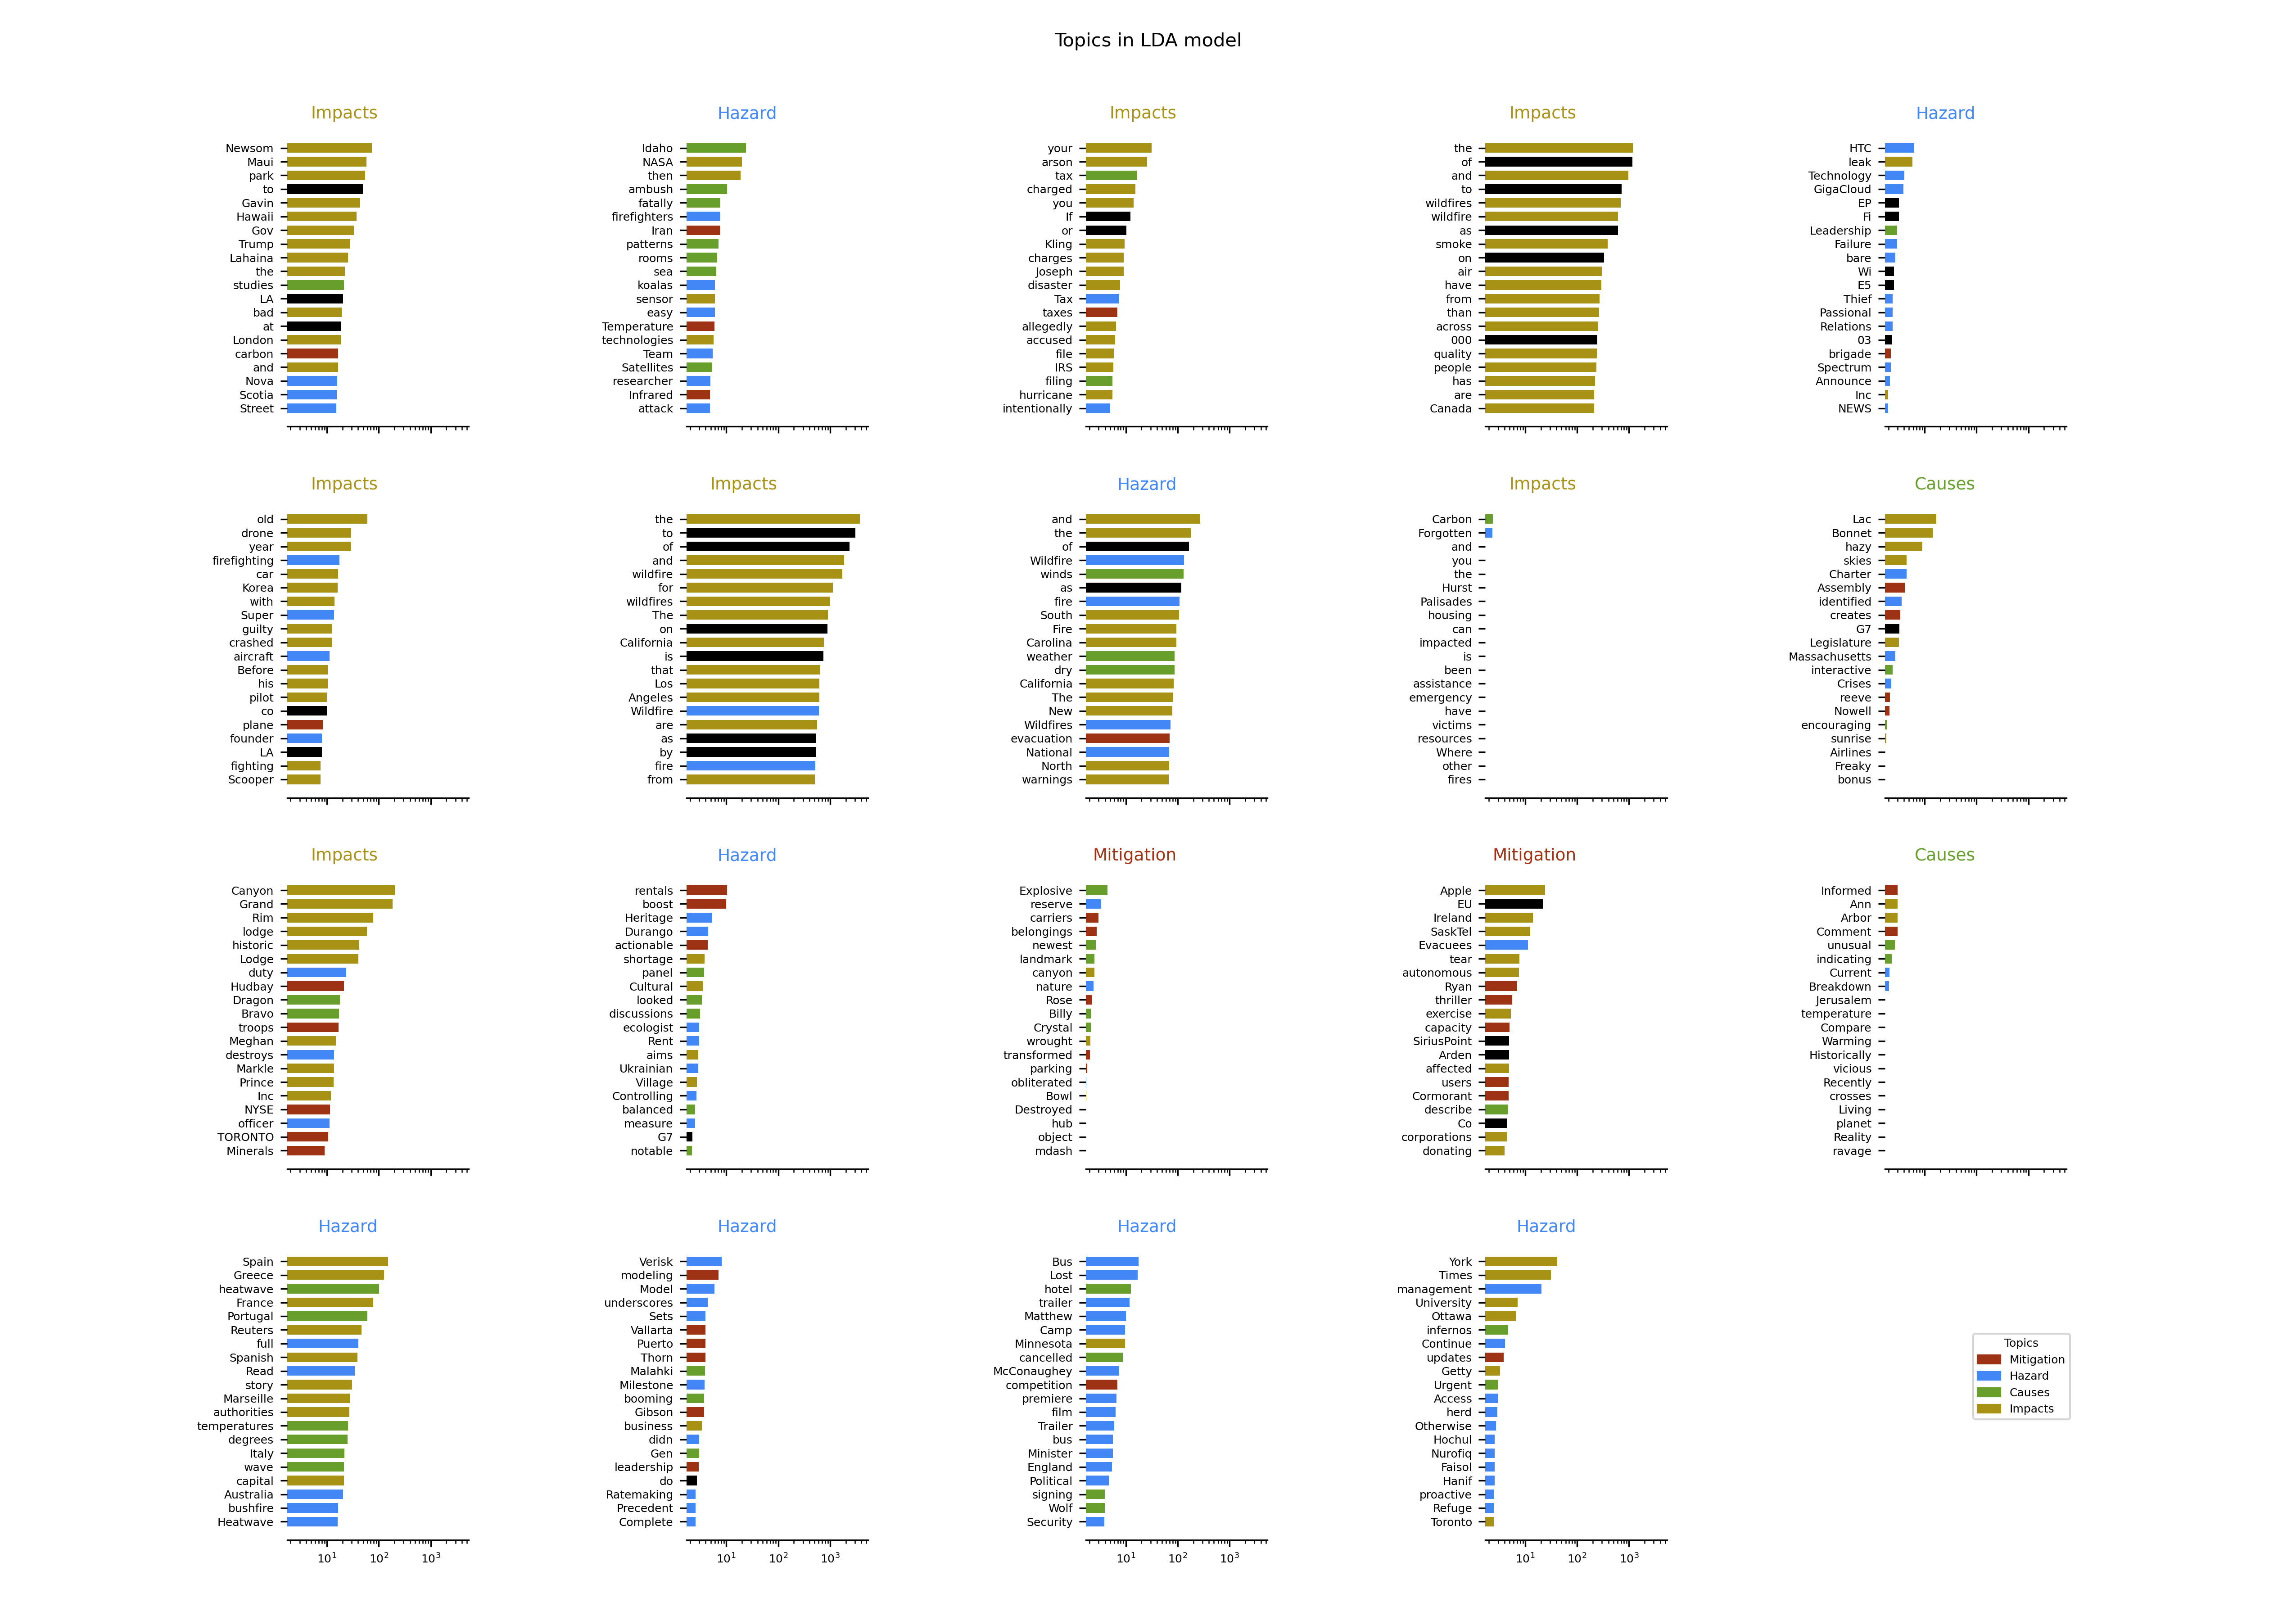 Topics in LDA model
Impacts
Newsom
Maui
park
to
Gavin
Hawaii
Gov
Trump
Lahaina
the
studies
LA
bad
at
London
carbon
and
Nova
Scotia
Street
Hazard
Idaho
NASA
then
ambush
fatally
firefighters
Iran
patterns
rooms
sea
koalas
sensor
easy
Temperature
technologies
Team
Satellites
researcher
Infrared
attack
Impacts
your
arson
tax
charged
you
If
or
Kling
charges
Joseph
disaster
Tax
taxes
allegedly
accused
file
IRS
filing
hurricane
intentionally
Impacts
the
of
and
to
wildfires
wildfire
as
smoke
on
air
have
from
than
across
000
quality
people
has
are
Canada
Hazard
HTC
leak
Technology
GigaCloud
EP
Fi
Leadership
Failure
bare
Wi
E5
Thief
Passional
Relations
03
brigade
Spectrum
Announce
Inc
NEWS
Impacts
old
drone
year
firefighting
car
Korea
with
Super
guilty
crashed
aircraft
Before
his
pilot
co
plane
founder
LA
fighting
Scooper
Impacts
the
to
of
and
wildfire
for
wildfires
The
on
California
is
that
Los
Angeles
Wildfire
are
as
by
fire
from
Hazard
and
the
of
Wildfire
winds
as
fire
South
Fire
Carolina
weather
dry
California
The
New
Wildfires
evacuation
National
North
warnings
Impacts
Carbon
Forgotten
and
you
the
Hurst
Palisades
housing
can
impacted
is
been
assistance
emergency
have
victims
resources
Where
other
fires
Causes
Lac
Bonnet
hazy
skies
Charter
Assembly
identified
creates
G7
Legislature
Massachusetts
interactive
Crises
reeve
Nowell
encouraging
sunrise
Airlines
Freaky
bonus
Impacts
Canyon
Grand
Rim
lodge
historic
Lodge
duty
Hudbay
Dragon
Bravo
troops
Meghan
destroys
Markle
Prince
Inc
NYSE
officer
TORONTO
Minerals
Hazard
rentals
boost
Heritage
Durango
actionable
shortage
panel
Cultural
looked
discussions
ecologist
Rent
aims
Ukrainian
Village
Controlling
balanced
measure
G7
notable
Mitigation
Explosive
reserve
carriers
belongings
newest
landmark
canyon
nature
Rose
Billy
Crystal
wrought
transformed
parking
obliterated
Bowl
Destroyed
hub
object
mdash
Mitigation
Apple
EU
Ireland
SaskTel
Evacuees
tear
autonomous
Ryan
thriller
exercise
capacity
SiriusPoint
Arden
affected
users
Cormorant
describe
Co
corporations
donating
Causes
Informed
Ann
Arbor
Comment
unusual
indicating
Current
Breakdown
Jerusalem
temperature
Compare
Warming
Historically
vicious
Recently
crosses
Living
planet
Reality
ravage
Hazard
Spain
Greece
heatwave
France
Portugal
Reuters
full
Spanish
Read
story
Marseille
authorities
temperatures
degrees
Italy
wave
capital
Australia
bushfire
Heatwave
10¹ 10² 10³
Hazard
Verisk
modeling
Model
underscores
Sets
Vallarta
Puerto
Thorn
Malahki
Milestone
booming
Gibson
business
didn
Gen
leadership
do
Ratemaking
Precedent
Complete
10¹ 10² 10³
Hazard
Bus
Lost
hotel
trailer
Matthew
Camp
Minnesota
cancelled
McConaughey
competition
premiere
film
Trailer
bus
Minister
England
Political
signing
Wolf
Security
10¹ 10² 10³
Hazard
York
Times
management
University
Ottawa
infernos
Continue
updates
Getty
Urgent
Access
herd
Otherwise
Hochul
Nurofiq
Faisol
Hanif
proactive
Refuge
Toronto
10¹ 10² 10³
Topics
Mitigation
Hazard
Causes
Impacts